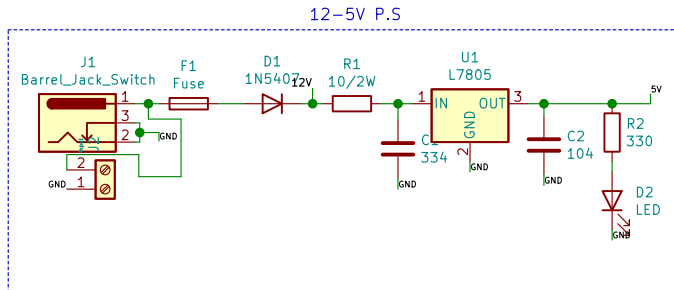 12-5V P.S
J1
Barrel_Jack_Switch
1
3
2
GND
J2
2
GND 1
F1
Fuse
D1
1N5407
12V
R1
10/2W
U1
L7805
1 IN OUT 3
GND
2
GND
C1
334
GND
C2
104
GND
5V
R2
330
D2
LED
GND